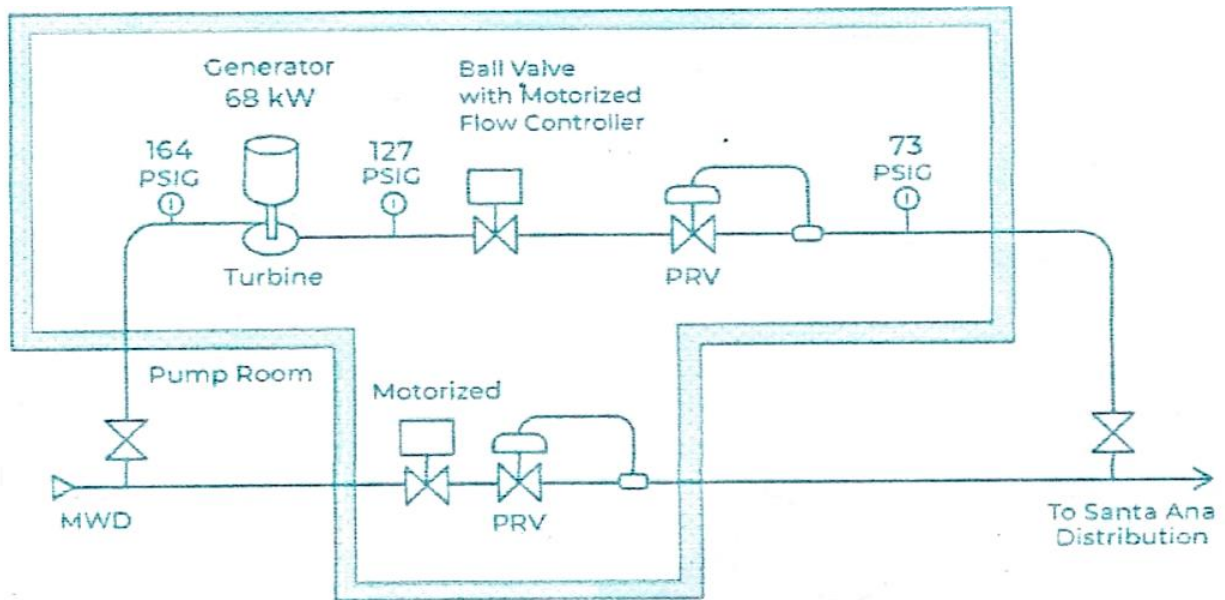 Generator
68 kW
Ball Valve
with Motorized
Flow Controller
164
PSIG
127
PSIG
73
PSIG
Turbine
PRV
Pump Room
Motorized
MWD
PRV
To Santa Ana
Distribution